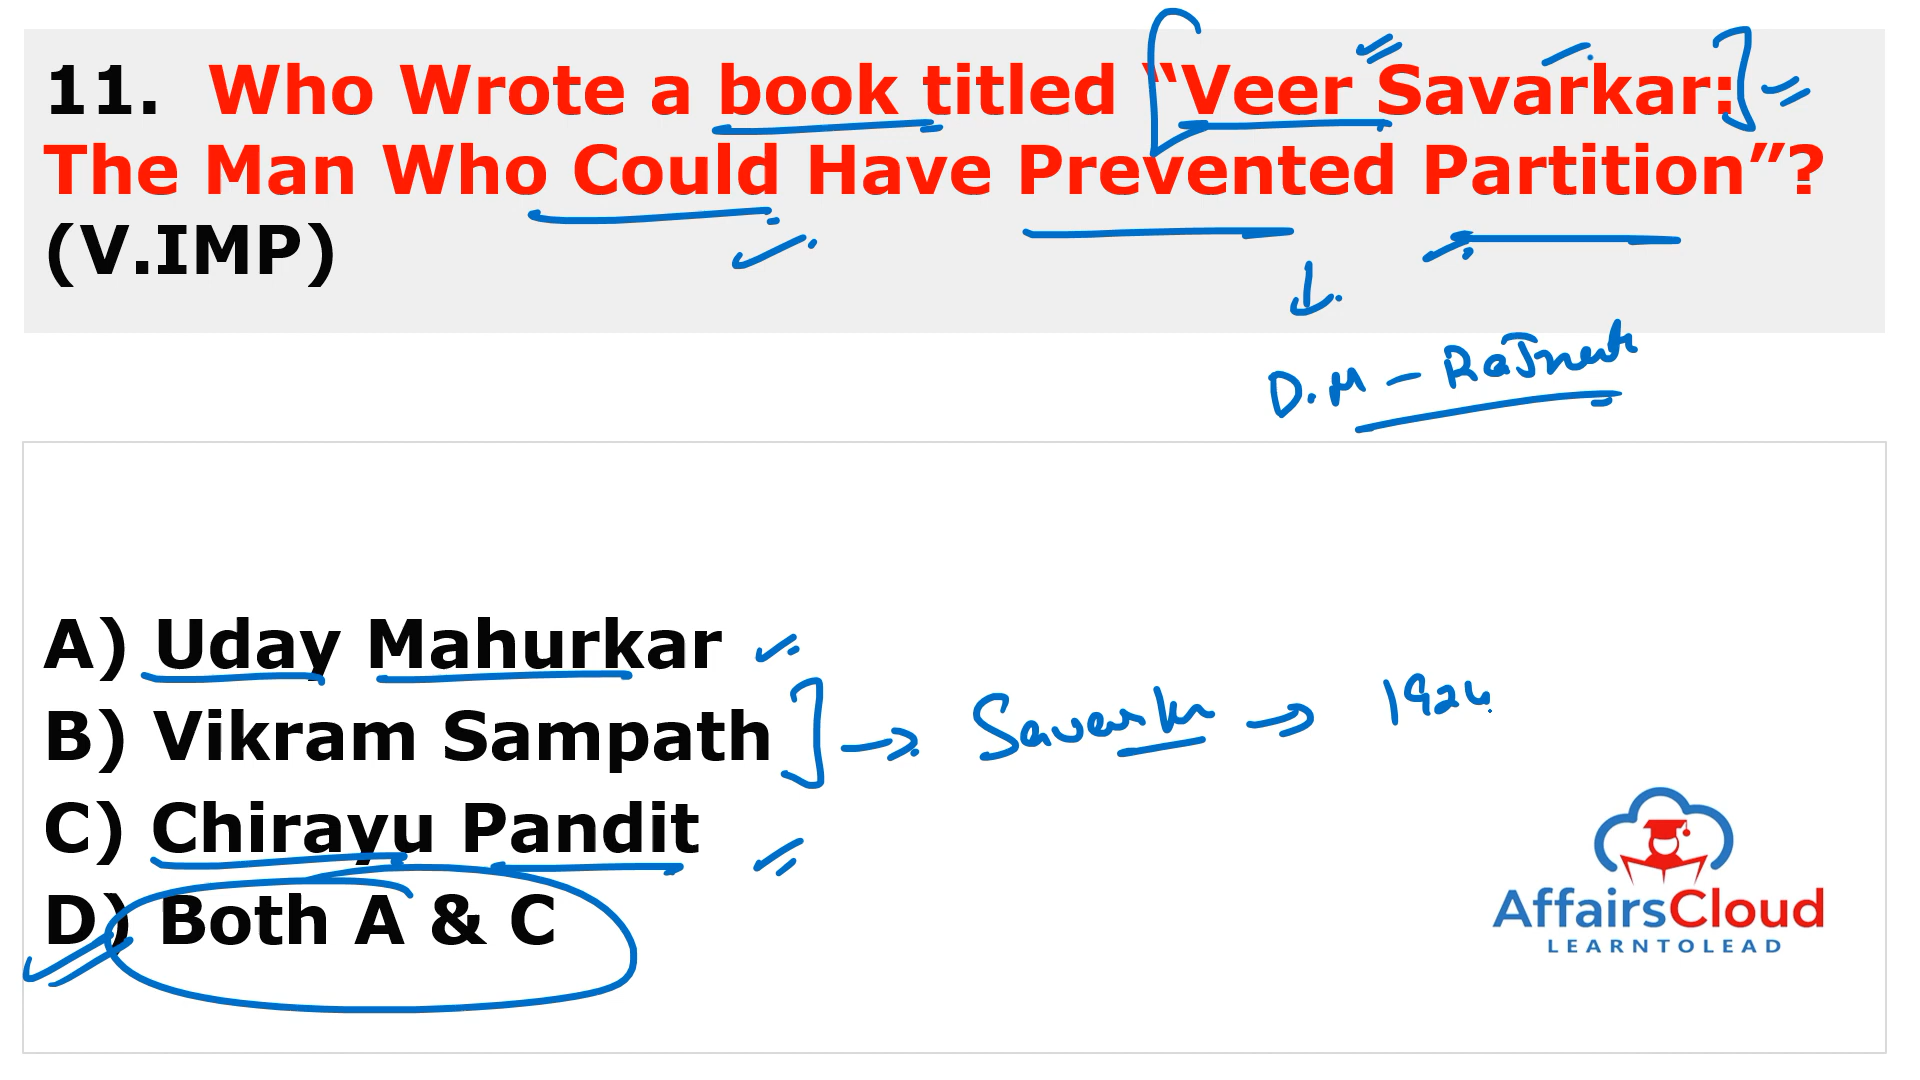 11. Who Wrote a book titled “Veer Savarkar:
The Man Who Could Have Prevented Partition”?
(V.IMP)
D.M - RaJnath
A) Uday Mahurkar
B) Vikram Sampath
Savarkar → 1924
C) Chirayu Pandit
D) Both A & C
AffairsCloud
LEARNTOLEAD